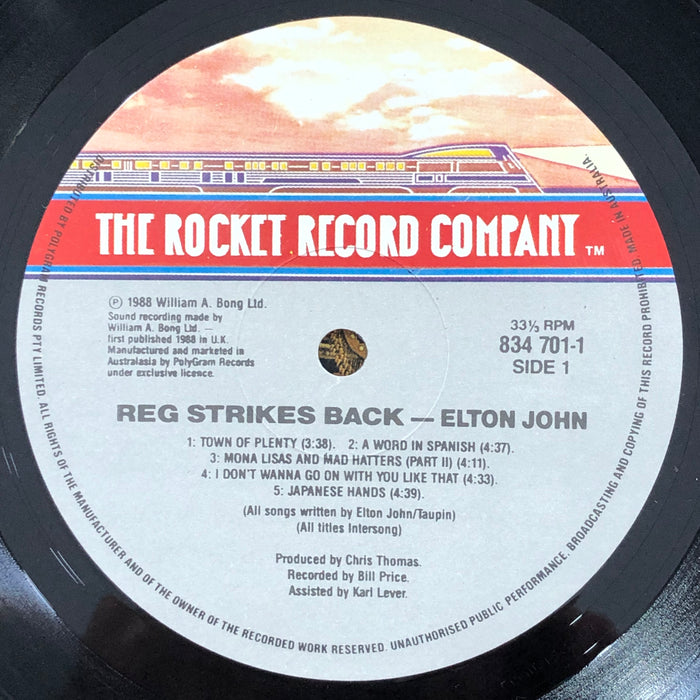 THE ROCKET RECORD COMPANY ™
Ⓟ 1988 William A. Bong Ltd.
Sound recording made by
William A. Bong Ltd. —
first published 1988 in U.K.
Manufactured and marketed in
Australasia by PolyGram Records
under exclusive licence.
33⅓ RPM
834 701-1
SIDE 1
REG STRIKES BACK — ELTON JOHN
1: TOWN OF PLENTY (3:38). 2: A WORD IN SPANISH (4:37).
3: MONA LISAS AND MAD HATTERS (PART II) (4:11).
4: I DON'T WANNA GO ON WITH YOU LIKE THAT (4:33).
5: JAPANESE HANDS (4:39).
(All songs written by Elton John/Taupin)
(All titles Intersong)
Produced by Chris Thomas.
Recorded by Bill Price.
Assisted by Karl Lever.
DISTRIBUTED BY POLYGRAM RECORDS PTY LIMITED. ALL RIGHTS OF THE MANUFACTURER AND OF THE OWNER OF THE RECORDED WORK RESERVED. UNAUTHORISED PUBLIC PERFORMANCE, BROADCASTING AND COPYING OF THIS RECORD PROHIBITED. MADE IN AUSTRALIA.